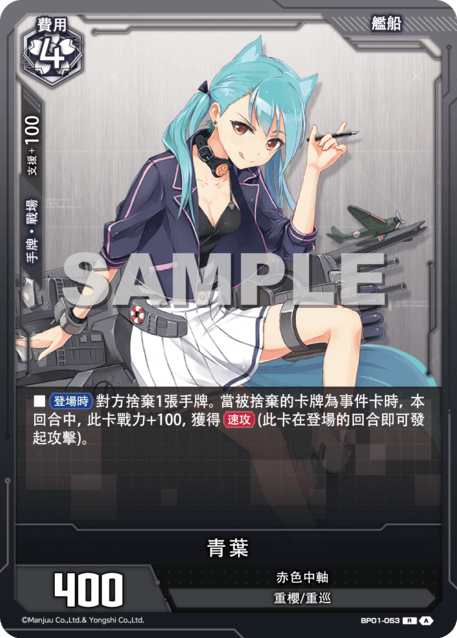 費用
4
艦船
支援+100
手牌・戰場
SAMPLE
■ 登場時 對方捨棄1張手牌。當被捨棄的卡牌為事件卡時, 本
回合中, 此卡戰力+100, 獲得 速攻 (此卡在登場的回合即可發
起攻擊)。
青葉
400
赤色中軸
重櫻/重巡
©Manjuu Co.,Ltd.& Yongshi Co.,Ltd.
BP01-053 R A